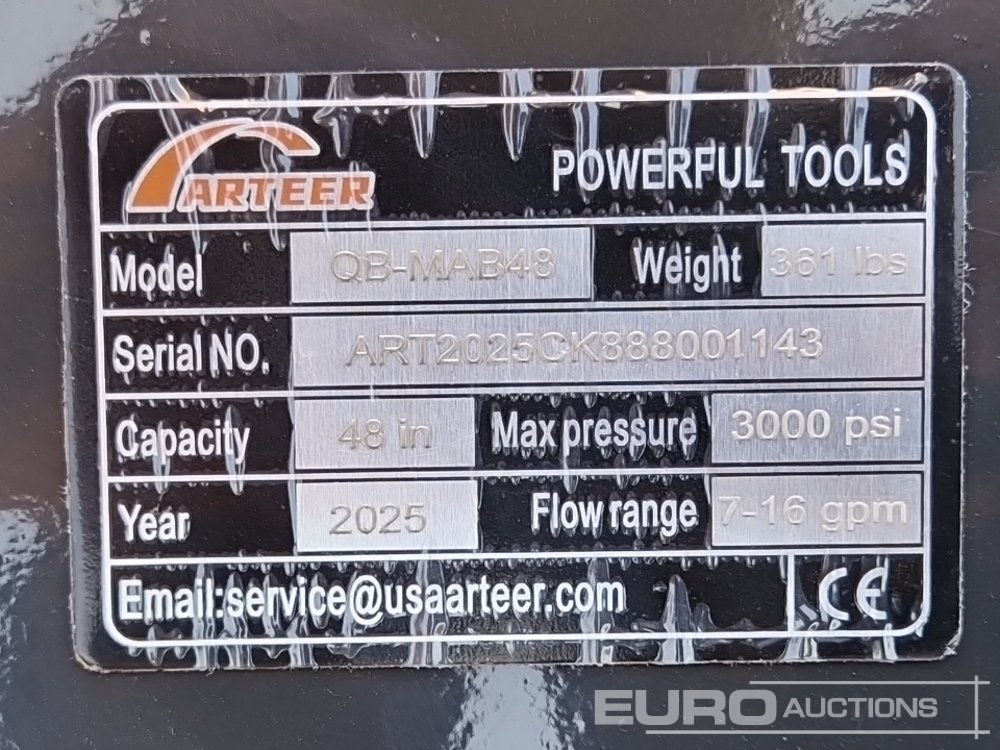 ARTEER POWERFUL TOOLS
Model QB-MAB48 Weight 361 lbs
Serial NO. ART2025CK888001143
Capacity 48 in Max pressure 3000 psi
Year 2025 Flow range 7-16 gpm
Email:service@usaarteer.com CE
EURO AUCTIONS